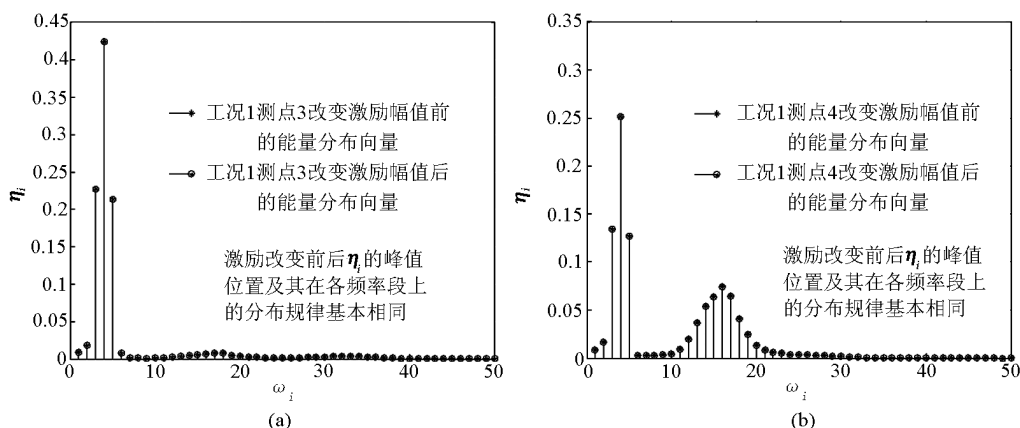 0.45
0.4
0.35
0.3
0.25
0.2
0.15
0.1
0.05
0
η_i
工况1测点3改变激励幅值前
的能量分布向量
工况1测点3改变激励幅值后
的能量分布向量
激励改变前后η_i的峰值
位置及其在各频率段上
的分布规律基本相同
0 10 20 30 40 50
ω_i
(a)
0.35
0.3
0.25
0.2
0.15
0.1
0.05
0
η_i
工况1测点4改变激励幅值前
的能量分布向量
工况1测点4改变激励幅值后
的能量分布向量
激励改变前后η_i的峰值
位置及其在各频率段上
的分布规律基本相同
0 10 20 30 40 50
ω_i
(b)